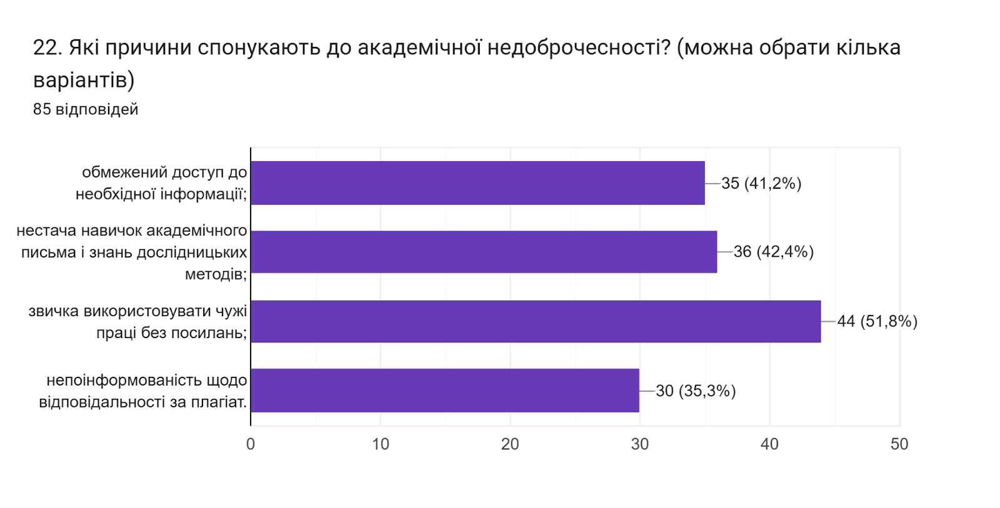 22. Які причини спонукають до академічної недоброчесності? (можна обрати кілька
варіантів)
85 відповідей
обмежений доступ до
необхідної інформації;
35 (41,2%)
нестача навичок академічного
письма і знань дослідницьких
методів;
36 (42,4%)
звичка використовувати чужі
праці без посилань;
44 (51,8%)
непоінформованість щодо
відповідальності за плагіат.
30 (35,3%)
0 10 20 30 40 50